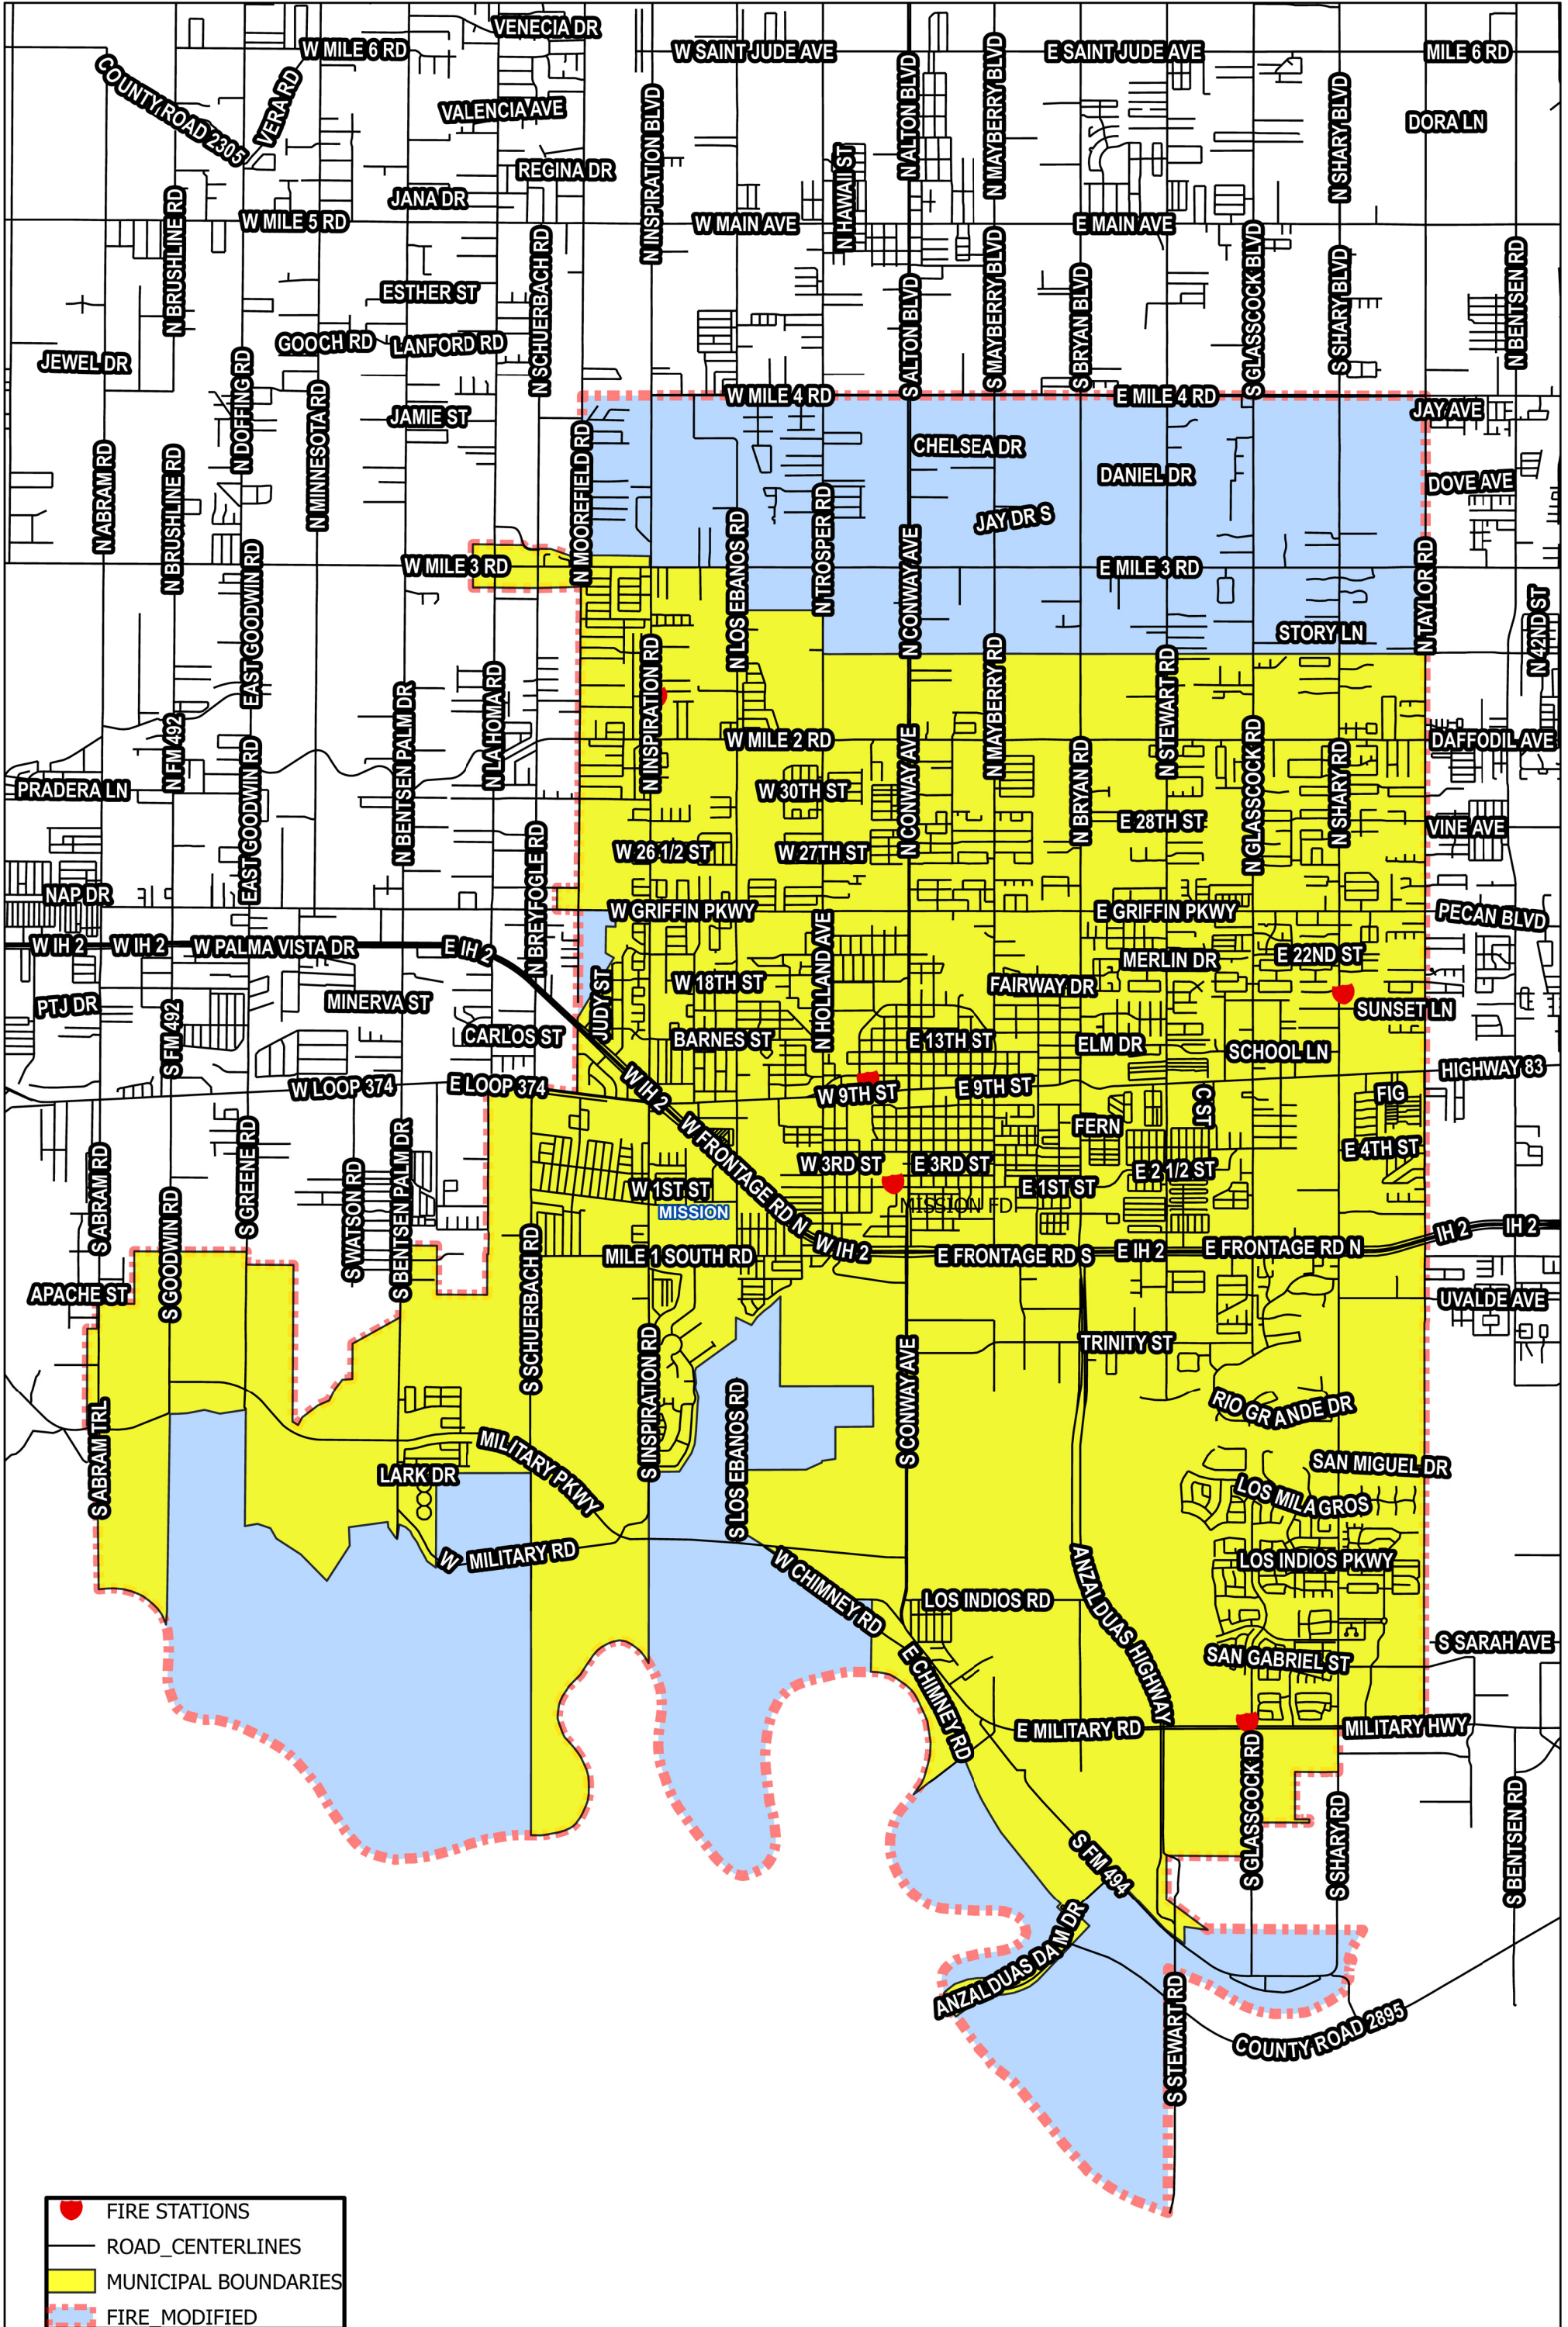 VENECIA DR
W MILE 6 RD
W SAINT JUDE AVE
E SAINT JUDE AVE
MILE 6 RD
COUNTY ROAD 2305
VERA RD
VALENCIA AVE
N INSPIRATION BLVD
N ALTON BLVD
N MAYBERRY BLVD
N SHARY BLVD
DORA LN
REGINA DR
N HAWAII ST
JANA DR
N BRUSHLINE RD
W MILE 5 RD
W MAIN AVE
E MAIN AVE
N SCHUERBACH RD
S ALTON BLVD
S MAYBERRY BLVD
S BRYAN BLVD
S GLASSCOCK BLVD
S SHARY BLVD
N BENTSEN RD
ESTHER ST
GOOCH RD
LANFORD RD
JEWEL DR
N DOFFING RD
N MINNESOTA RD
W MILE 4 RD
E MILE 4 RD
JAY AVE
JAMIE ST
N ABRAM RD
N BRUSHLINE RD
N MOOREFIELD RD
CHELSEA DR
DANIEL DR
DOVE AVE
JAY DR S
N LOS EBANOS RD
N TROSPER RD
N CONWAY AVE
EAST GOODWIN RD
W MILE 3 RD
E MILE 3 RD
N TAYLOR RD
N 42ND ST
STORY LN
N INSPIRATION RD
N MAYBERRY RD
N STEWART RD
N LA HOMA RD
N BENTSEN PALM DR
N FM 492
EAST GOODWIN RD
W MILE 2 RD
N CONWAY AVE
N BRYAN RD
N GLASSCOCK RD
N SHARY RD
DAFFODIL AVE
PRADERA LN
W 30TH ST
E 28TH ST
VINE AVE
N BREYFOGLE RD
W 26 1/2 ST
W 27TH ST
NAP DR
W GRIFFIN PKWY
E GRIFFIN PKWY
PECAN BLVD
W IH 2
W IH 2
W PALMA VISTA DR
E IH 2
N HOLLAND AVE
MERLIN DR
E 22ND ST
W 18TH ST
FAIRWAY DR
PTJ DR
MINERVA ST
JUDY ST
SUNSET LN
S FM 492
CARLOS ST
BARNES ST
E 13TH ST
ELM DR
SCHOOL LN
HIGHWAY 83
W LOOP 374
E LOOP 374
W IH 2
W 9TH ST
E 9TH ST
C ST
FIG
FERN
W FRONTAGE RD N
S ABRAM RD
S GREENE RD
S WATSON RD
S BENTSEN PALM DR
W 3RD ST
E 3RD ST
E 2 1/2 ST
E 4TH ST
W 1ST ST
E 1ST ST
MISSION
MISSION FD
S GOODWIN RD
S SCHUERBACH RD
MILE 1 SOUTH RD
W IH 2
E FRONTAGE RD S
E IH 2
E FRONTAGE RD N
IH 2
IH 2
APACHE ST
UVALDE AVE
S INSPIRATION RD
S CONWAY AVE
TRINITY ST
S ABRAM TRL
S LOS EBANOS RD
RIO GRANDE DR
MILITARY PKWY
LARK DR
SAN MIGUEL DR
LOS MILAGROS
W MILITARY RD
W CHIMNEY RD
ANZALDUAS HIGHWAY
LOS INDIOS PKWY
LOS INDIOS RD
E CHIMNEY RD
SAN GABRIEL ST
S SARAH AVE
E MILITARY RD
MILITARY HWY
S GLASSCOCK RD
S SHARY RD
S BENTSEN RD
S FM 494
ANZALDUAS DAM DR
S STEWART RD
COUNTY ROAD 2895
FIRE STATIONS
ROAD_CENTERLINES
MUNICIPAL BOUNDARIES
FIRE_MODIFIED